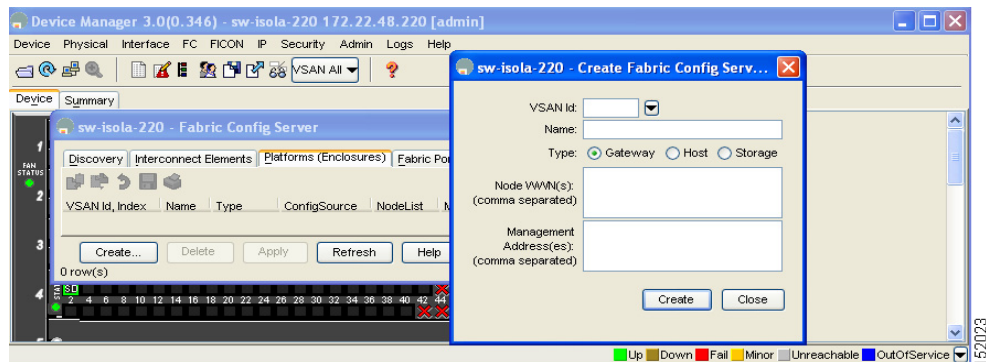 Device Manager 3.0(0.346) - sw-isola-220 172.22.48.220 [admin]
Device Physical Interface FC FICON IP Security Admin Logs Help
VSAN All
Device Summary
sw-isola-220 - Fabric Config Server
Discovery Interconnect Elements Platforms (Enclosures) Fabric Por
VSAN Id, Index Name Type ConfigSource NodeList M
Create... Delete Apply Refresh Help
0 row(s)
1
FAN
STATUS
2
3
4
2 4 6 8 10 12 14 16 18 20 22 24 26 28 30 32 34 36 38 40 42 44
sw-isola-220 - Create Fabric Config Serv...
VSAN Id:
Name:
Type: Gateway Host Storage
Node WWN(s):
(comma separated)
Management
Address(es):
(comma separated)
Create Close
Up Down Fail Minor Unreachable OutOfService
52023